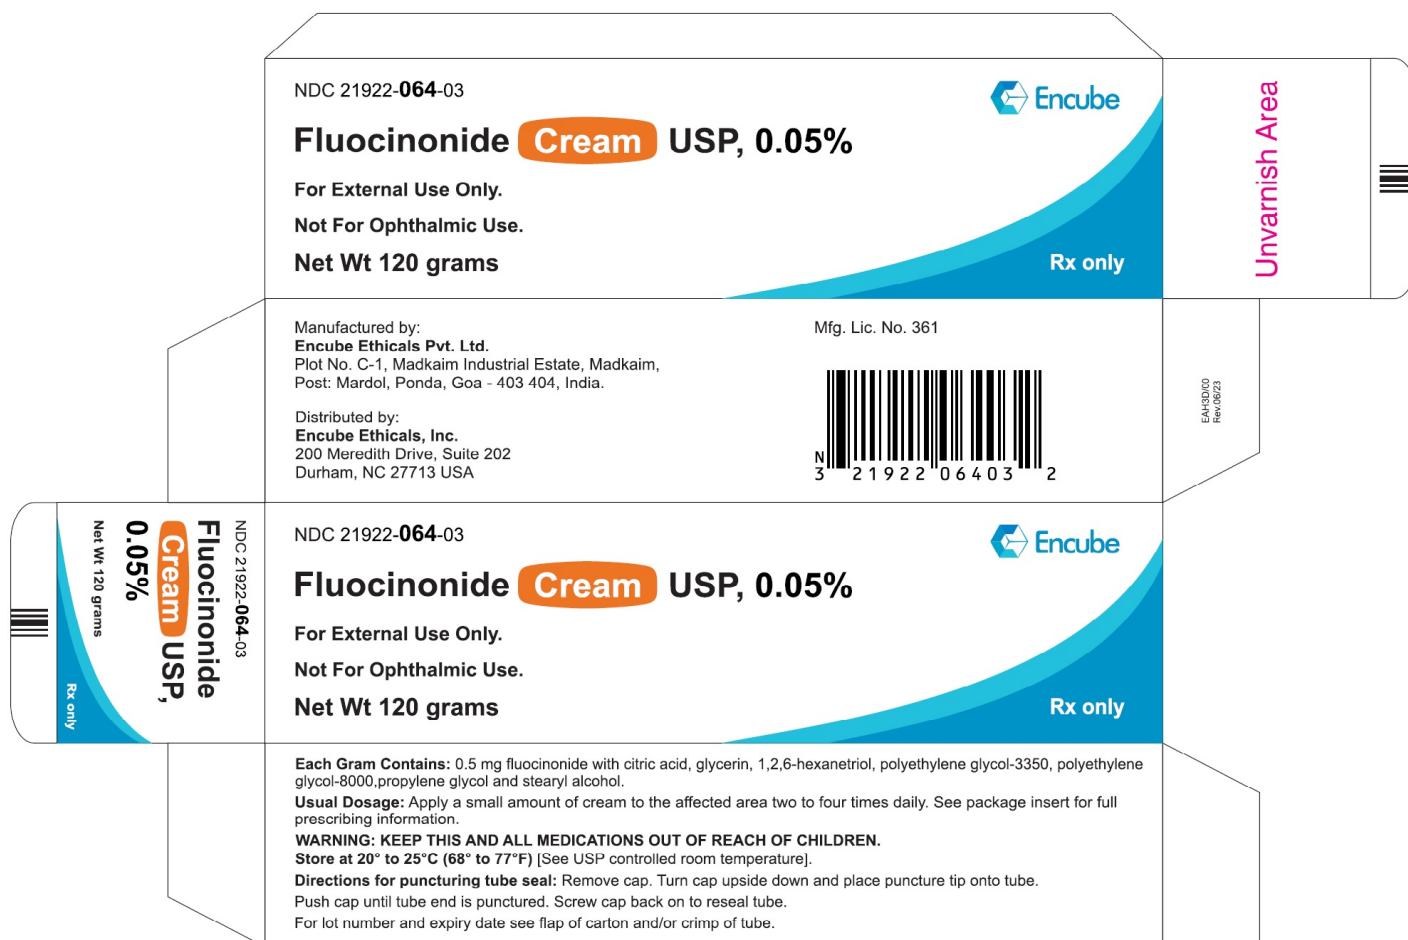 NDC 21922-064-03
Encube
Fluocinonide Cream USP, 0.05%
For External Use Only.
Not For Ophthalmic Use.
Net Wt 120 grams
Rx only
Unvarnish Area
Manufactured by:
Encube Ethicals Pvt. Ltd.
Plot No. C-1, Madkaim Industrial Estate, Madkaim,
Post: Mardol, Ponda, Goa - 403 404, India.
Distributed by:
Encube Ethicals, Inc.
200 Meredith Drive, Suite 202
Durham, NC 27713 USA
Mfg. Lic. No. 361
N
3 21922 06403 2
EAH3D/C0
Rev.06/23
NDC 21922-064-03
Fluocinonide
Cream USP,
0.05%
Net Wt 120 grams
Rx only
NDC 21922-064-03
Encube
Fluocinonide Cream USP, 0.05%
For External Use Only.
Not For Ophthalmic Use.
Net Wt 120 grams
Rx only
Each Gram Contains: 0.5 mg fluocinonide with citric acid, glycerin, 1,2,6-hexanetriol, polyethylene glycol-3350, polyethylene
glycol-8000,propylene glycol and stearyl alcohol.
Usual Dosage: Apply a small amount of cream to the affected area two to four times daily. See package insert for full
prescribing information.
WARNING: KEEP THIS AND ALL MEDICATIONS OUT OF REACH OF CHILDREN.
Store at 20° to 25°C (68° to 77°F) [See USP controlled room temperature].
Directions for puncturing tube seal: Remove cap. Turn cap upside down and place puncture tip onto tube.
Push cap until tube end is punctured. Screw cap back on to reseal tube.
For lot number and expiry date see flap of carton and/or crimp of tube.